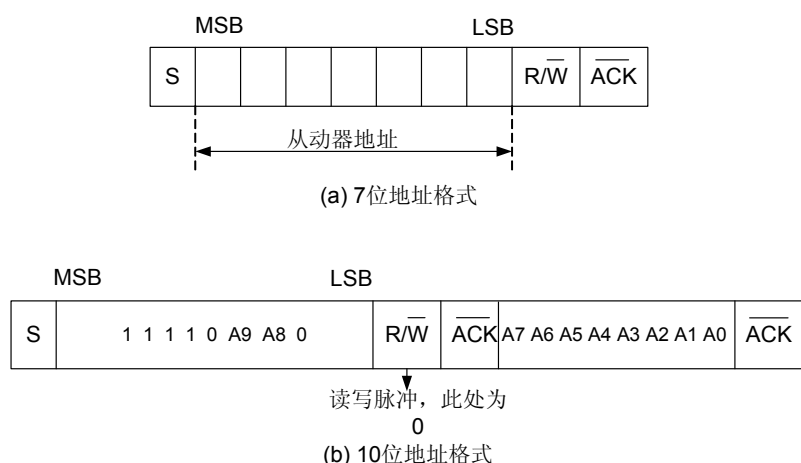 MSB LSB
S R/W ACK
从动器地址
(a) 7位地址格式
MSB LSB
S 1 1 1 1 0 A9 A8 0 R/W ACK A7 A6 A5 A4 A3 A2 A1 A0 ACK
读写脉冲，此处为
0
(b) 10位地址格式